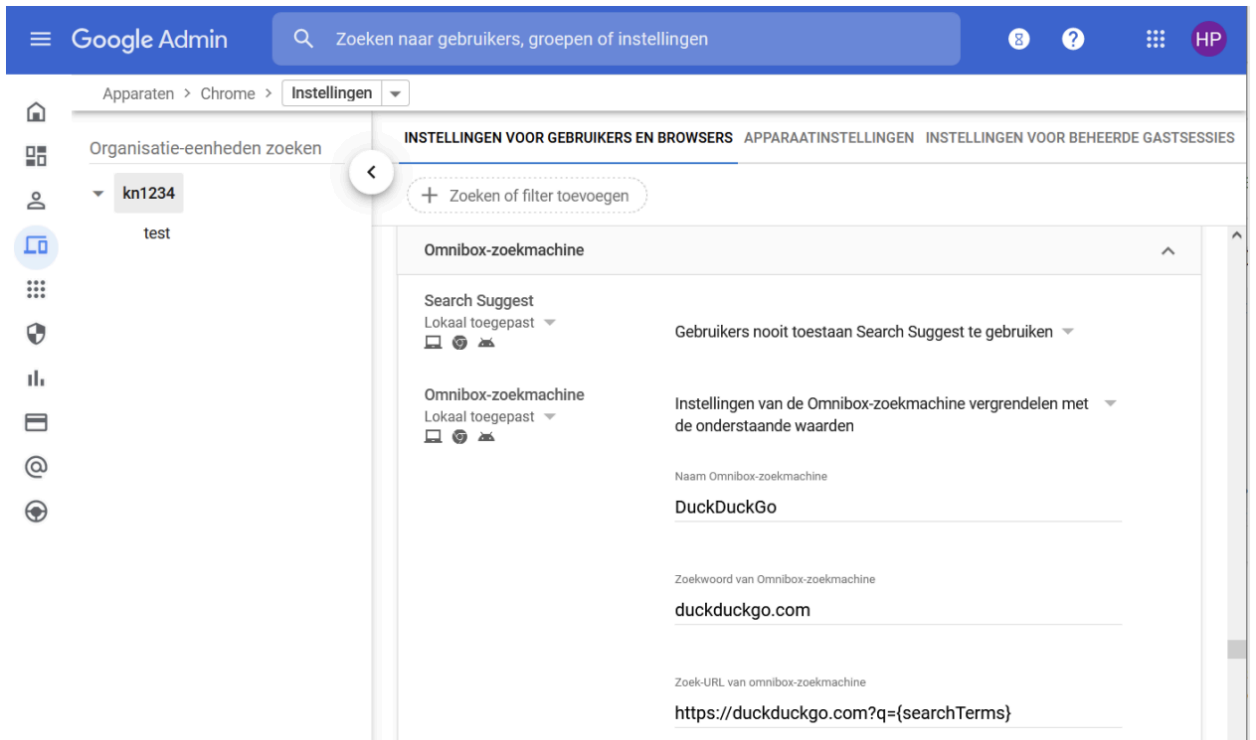 Google Admin
Zoeken naar gebruikers, groepen of instellingen
8
?
HP
Apparaten > Chrome > Instellingen
Organisatie-eenheden zoeken
kn1234
test
INSTELLINGEN VOOR GEBRUIKERS EN BROWSERS APPARAATINSTELLINGEN INSTELLINGEN VOOR BEHEERDE GASTSESSIES
+ Zoeken of filter toevoegen
Omnibox-zoekmachine
Search Suggest
Lokaal toegepast
Gebruikers nooit toestaan Search Suggest te gebruiken
Omnibox-zoekmachine
Lokaal toegepast
Instellingen van de Omnibox-zoekmachine vergrendelen met
de onderstaande waarden
Naam Omnibox-zoekmachine
DuckDuckGo
Zoekwoord van Omnibox-zoekmachine
duckduckgo.com
Zoek-URL van omnibox-zoekmachine
https://duckduckgo.com?q={searchTerms}